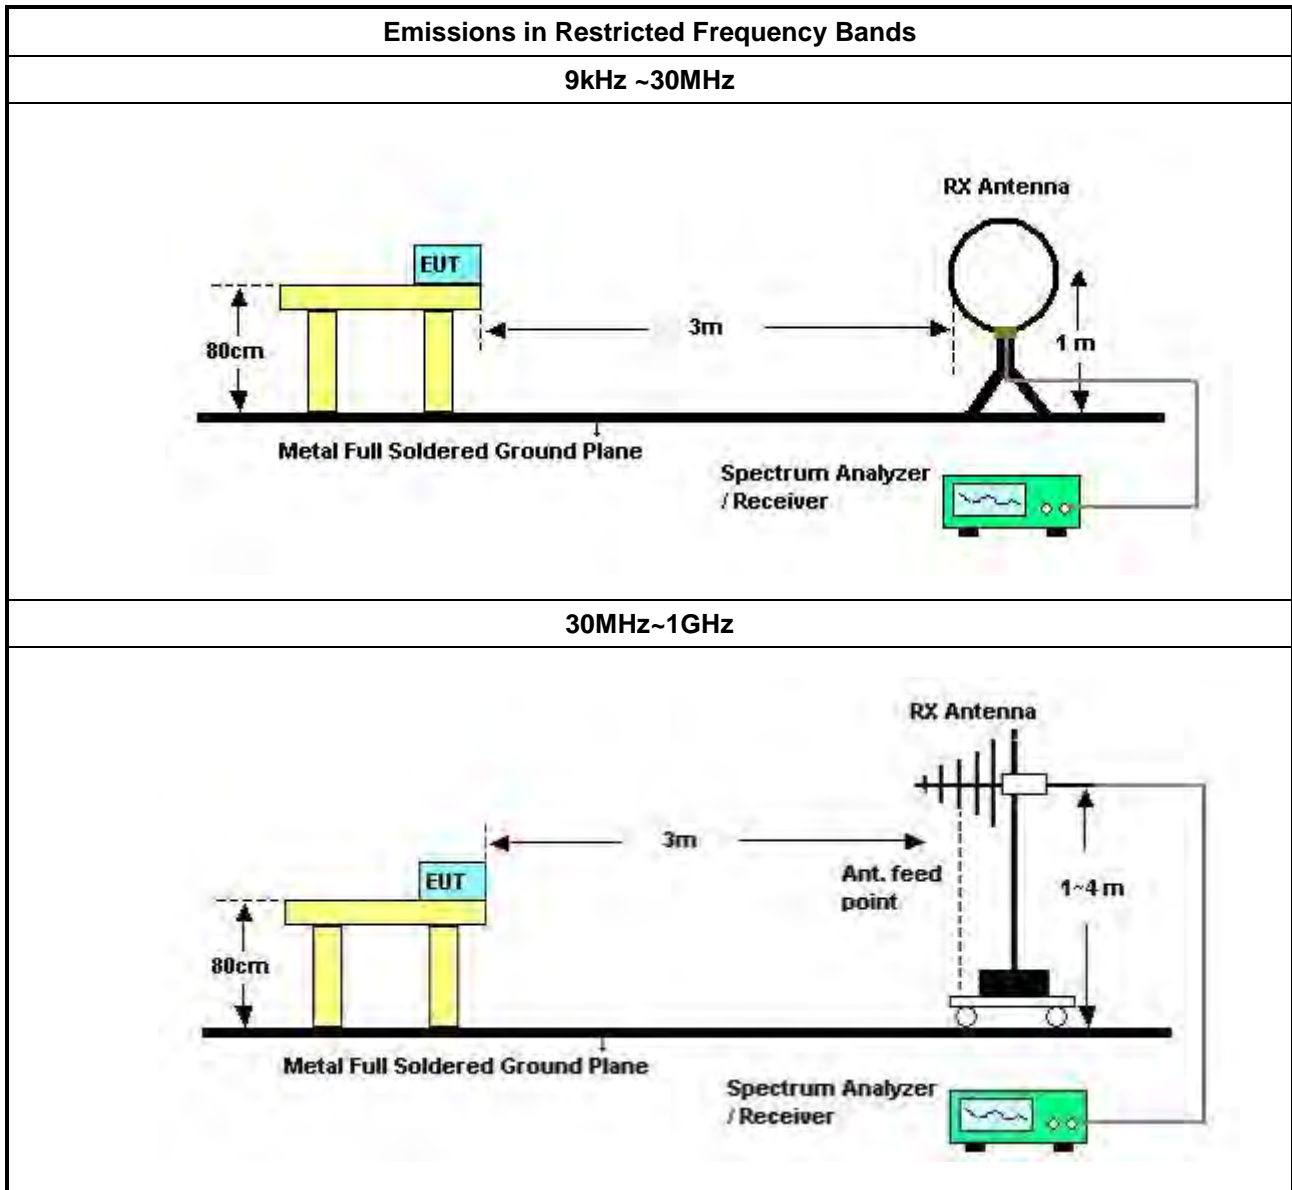 Emissions in Restricted Frequency Bands
9kHz ~30MHz
RX Antenna
EUT
3m
80cm
1 m
Metal Full Soldered Ground Plane
Spectrum Analyzer
/ Receiver
30MHz~1GHz
RX Antenna
3m
EUT
Ant. feed
point
1~4 m
80cm
Metal Full Soldered Ground Plane
Spectrum Analyzer
/ Receiver